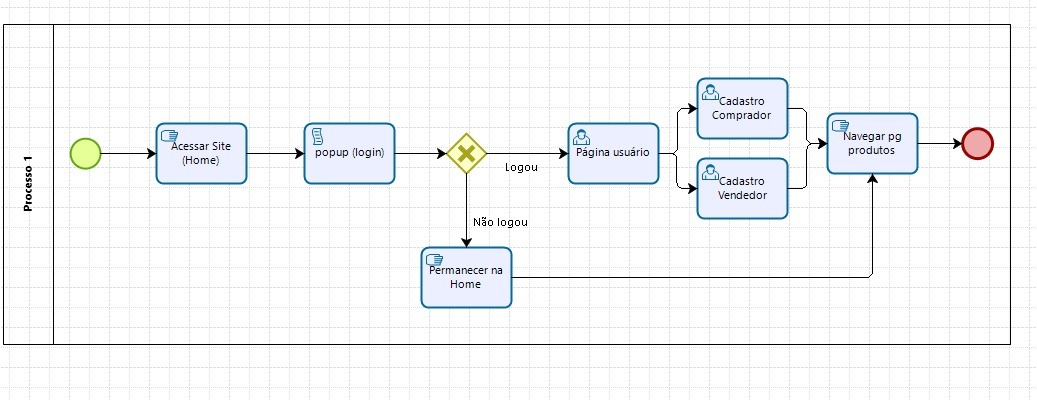 Processo 1
Acessar Site
(Home)
popup (login)
Logou
Não logou
Permanecer na
Home
Página usuário
Cadastro
Comprador
Cadastro
Vendedor
Navegar pg
produtos